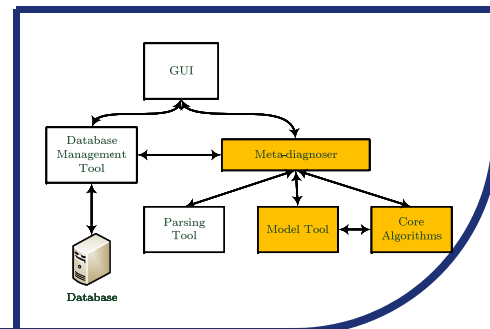 GUI
Database
Management
Tool
Meta-diagnoser
Parsing
Tool
Model Tool
Core
Algorithms
Database